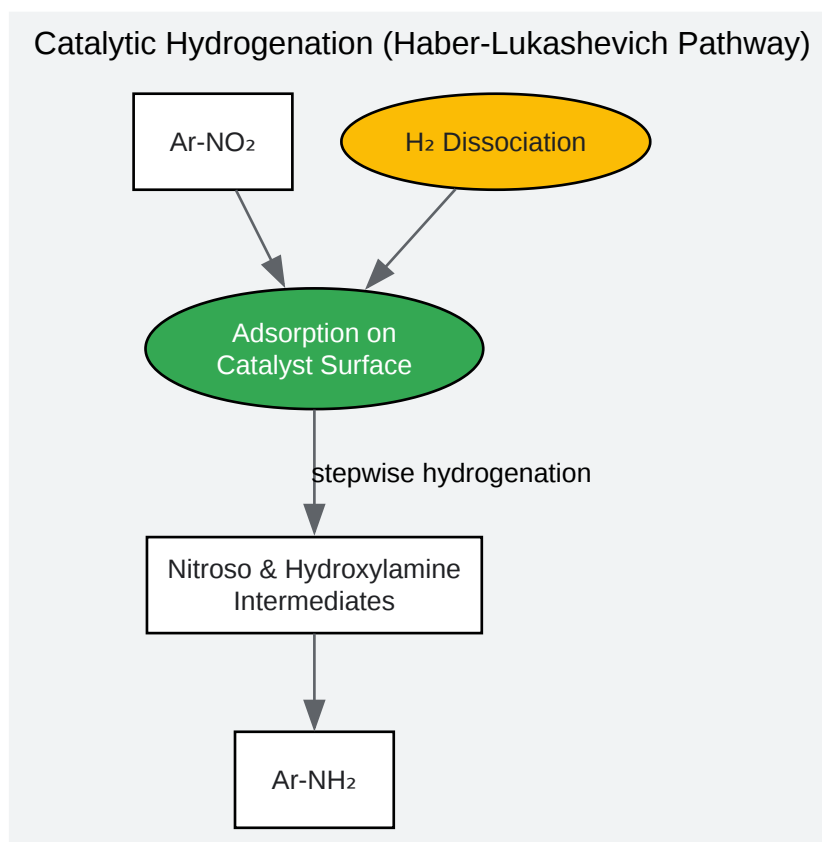 Catalytic Hydrogenation (Haber-Lukashevich Pathway)
Ar-NO₂
H₂ Dissociation
Adsorption on
Catalyst Surface
stepwise hydrogenation
Nitroso & Hydroxylamine
Intermediates
Ar-NH₂